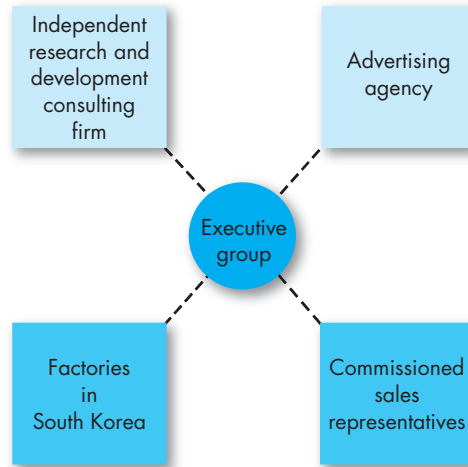 Independent
research and
development
consulting
firm
Advertising
agency
Executive
group
Factories
in
South Korea
Commissioned
sales
representatives